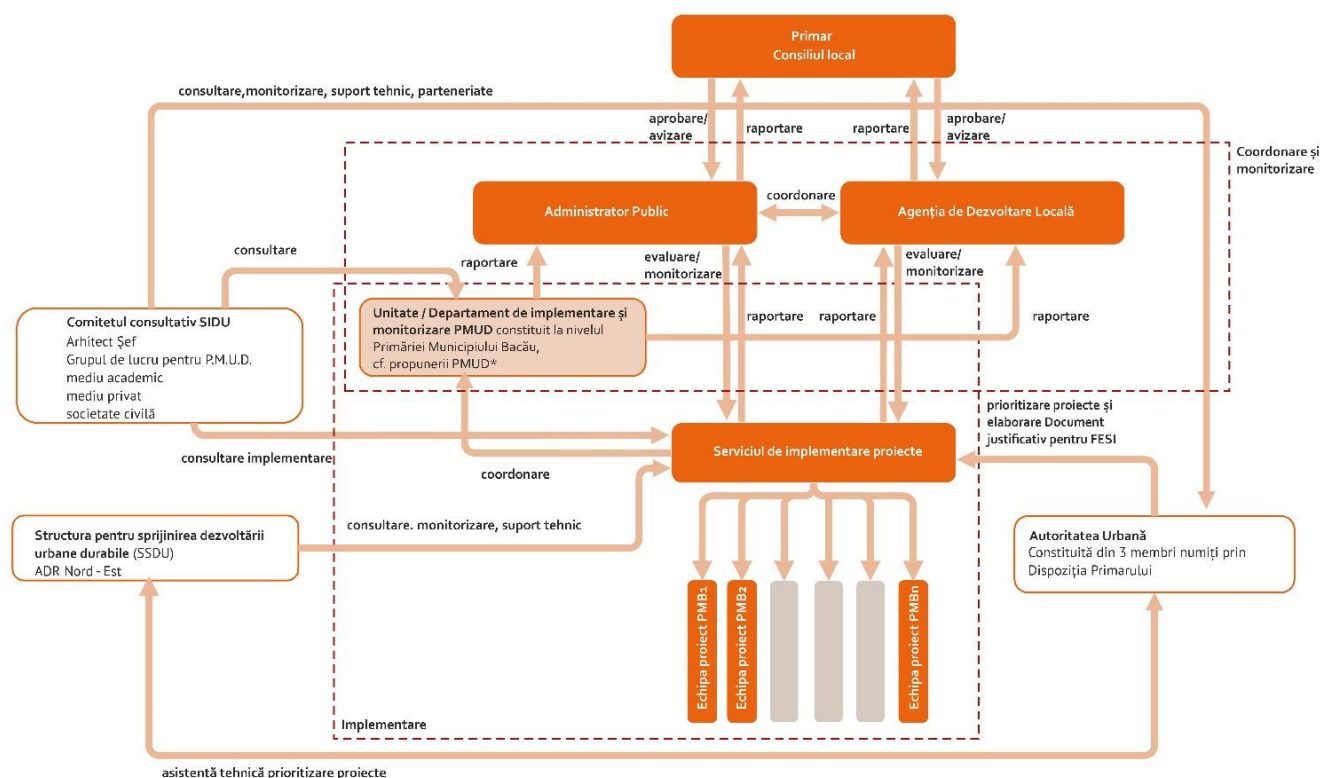 Primar
Consiliul local
consultare,monitorizare, suport tehnic, parteneriate
aprobare/
avizare
raportare
raportare
aprobare/
avizare
Coordonare și
monitorizare
Administrator Public
coordonare
Agenția de Dezvoltare Locală
consultare
raportare
evaluare/
monitorizare
evaluare/
monitorizare
Comitetul consultativ SIDU
Arhitect Șef
Grupul de lucru pentru P.M.U.D.
mediu academic
mediu privat
societate civilă
Unitate / Departament de implementare și
monitorizare PMUD constituit la nivelul
Primăriei Municipiului Bacău,
cf. propunerii PMUD*
raportare
raportare
raportare
prioritizare proiecte și
elaborare Document
justificativ pentru FESI
consultare implementare
coordonare
Serviciul de implementare proiecte
consultare. monitorizare, suport tehnic
Structura pentru sprijinirea dezvoltării
urbane durabile (SSDU)
ADR Nord - Est
Autoritatea Urbană
Constituită din 3 membri numiți prin
Dispoziția Primarului
Echipa proiect PMB1
Echipa proiect PMB2
Echipa proiect PMBn
Implementare
asistență tehnică prioritizare proiecte